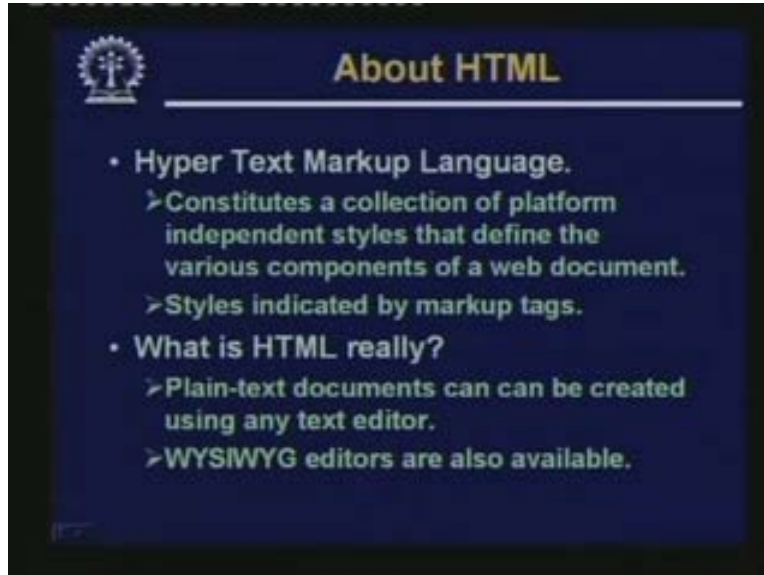 About HTML
• Hyper Text Markup Language.
➢Constitutes a collection of platform
independent styles that define the
various components of a web document.
➢Styles indicated by markup tags.
• What is HTML really?
➢Plain-text documents can can be created
using any text editor.
➢WYSIWYG editors are also available.